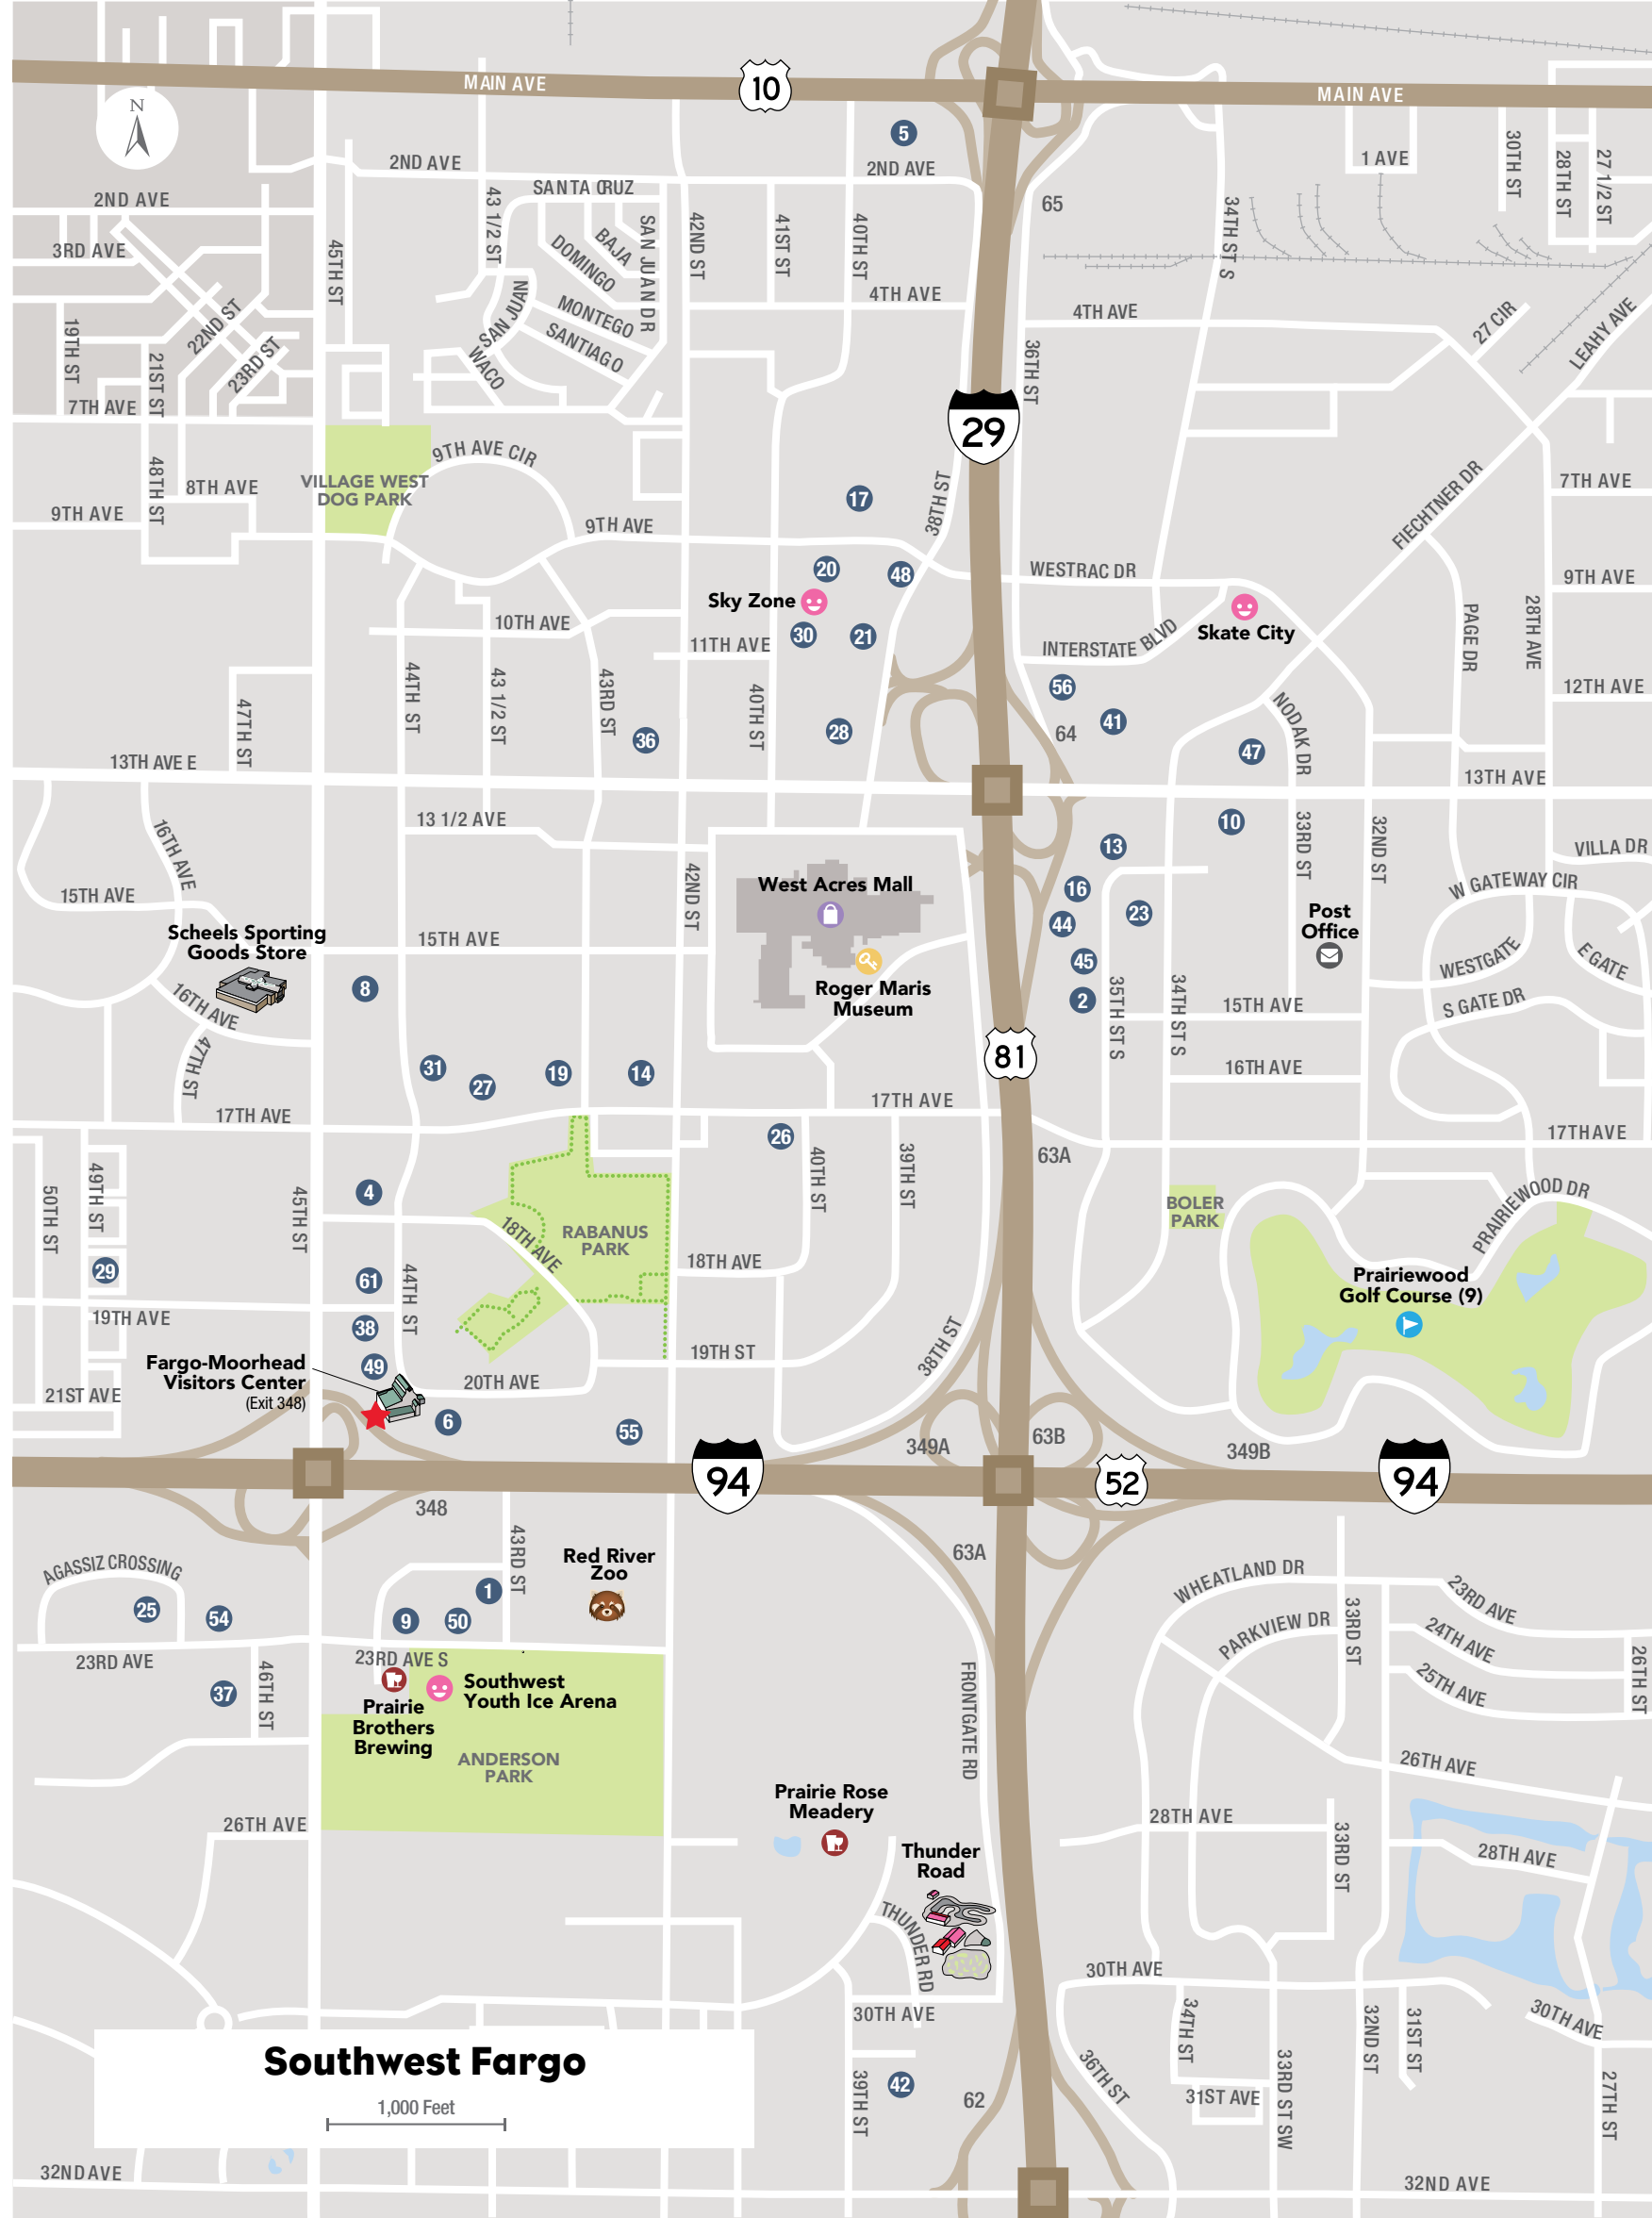 MAIN AVE
10
MAIN AVE
N
5
2ND AVE
2ND AVE
1 AVE
30TH ST
28TH ST
27 1/2 ST
2ND AVE
SANTA CRUZ
65
3RD AVE
45TH ST
43 1/2 ST
DOMINGO
BAJA
SAN JUAN DR
42ND ST
41ST ST
40TH ST
34TH ST S
4TH AVE
4TH AVE
SAN JUAN
MONTEGO
SANTIAGO
WACO
27 CIR
LEAHY AVE
19TH ST
22ND ST
21ST ST
23RD ST
36TH ST
7TH AVE
29
9TH AVE CIR
VILLAGE WEST
DOG PARK
48TH ST
8TH AVE
9TH AVE
9TH AVE
17
38TH ST
FIECHTNER DR
7TH AVE
20
48
WESTRAC DR
9TH AVE
Sky Zone
Skate City
10TH AVE
11TH AVE
30
21
INTERSTATE BLVD
PAGE DR
28TH AVE
56
12TH AVE
47TH ST
44TH ST
43 1/2 ST
43RD ST
36
40TH ST
28
64
41
NODAK DR
47
13TH AVE E
13TH AVE
13 1/2 AVE
10
16TH AVE
13
33RD ST
32ND ST
VILLA DR
15TH AVE
42ND ST
West Acres Mall
16
W GATEWAY CIR
44
23
Post
Office
Scheels Sporting
Goods Store
15TH AVE
45
WESTGATE
E GATE
8
Roger Maris
Museum
2
35TH ST S
34TH ST S
15TH AVE
S GATE DR
16TH AVE
47TH ST
31
27
19
14
81
16TH AVE
17TH AVE
17TH AVE
26
63A
17TH AVE
50TH ST
49TH ST
45TH ST
4
40TH ST
39TH ST
BOLER
PARK
PRAIRIEWOOD DR
18TH AVE
RABANUS
PARK
18TH AVE
29
61
44TH ST
Prairiewood
Golf Course (9)
19TH AVE
38
19TH ST
38TH ST
Fargo-Moorhead
Visitors Center
(Exit 348)
49
20TH AVE
21ST AVE
6
55
349A
63B
349B
94
52
94
348
AGASSIZ CROSSING
43RD ST
Red River
Zoo
63A
WHEATLAND DR
23RD AVE
25
54
1
9
50
PARKVIEW DR
33RD ST
24TH AVE
23RD AVE
23RD AVE S
25TH AVE
26TH ST
37
46TH ST
Southwest
Youth Ice Arena
Prairie
Brothers
Brewing
FRONTGATE RD
ANDERSON
PARK
26TH AVE
Prairie Rose
Meadery
26TH AVE
28TH AVE
33RD ST
28TH AVE
Thunder
Road
THUNDER RD
30TH AVE
30TH AVE
34TH ST
32ND ST
31ST ST
30TH AVE
Southwest Fargo
1,000 Feet
39TH ST
42
62
36TH ST
31ST AVE
33RD ST SW
27TH ST
32ND AVE
32ND AVE